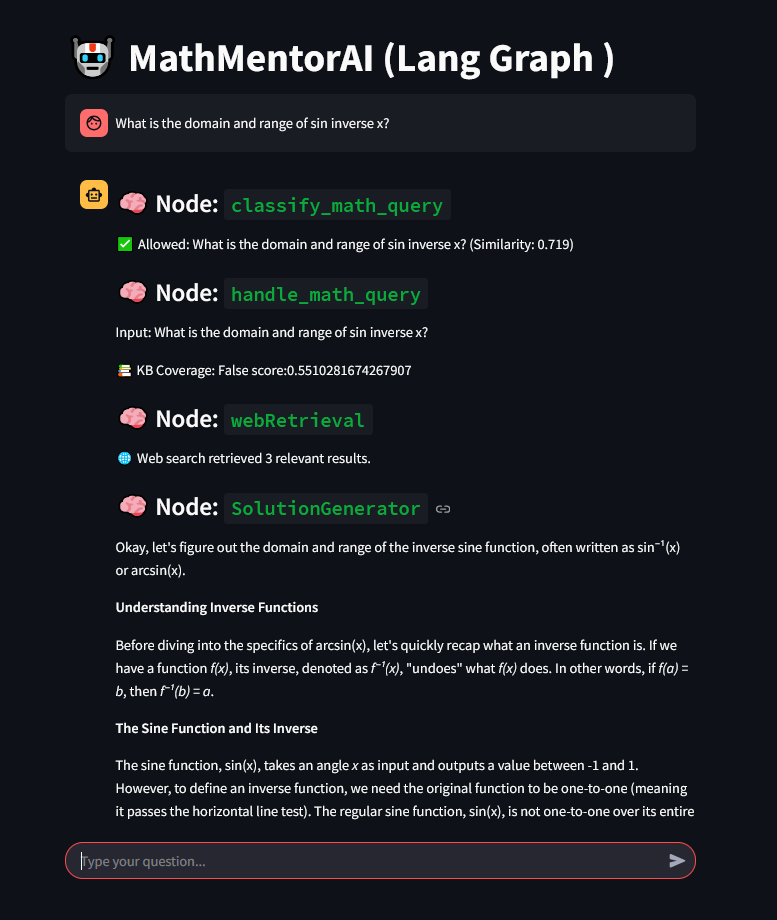 MathMentorAI (Lang Graph )
What is the domain and range of sin inverse x?
Node: classify_math_query
Allowed: What is the domain and range of sin inverse x? (Similarity: 0.719)
Node: handle_math_query
Input: What is the domain and range of sin inverse x?
KB Coverage: False score:0.5510281674267907
Node: webRetrieval
Web search retrieved 3 relevant results.
Node: SolutionGenerator
Okay, let's figure out the domain and range of the inverse sine function, often written as sin⁻¹(x)
or arcsin(x).
Understanding Inverse Functions
Before diving into the specifics of arcsin(x), let's quickly recap what an inverse function is. If we
have a function f(x), its inverse, denoted as f⁻¹(x), "undoes" what f(x) does. In other words, if f(a) =
b, then f⁻¹(b) = a.
The Sine Function and Its Inverse
The sine function, sin(x), takes an angle x as input and outputs a value between -1 and 1.
However, to define an inverse function, we need the original function to be one-to-one (meaning
it passes the horizontal line test). The regular sine function, sin(x), is not one-to-one over its entire
Type your question...